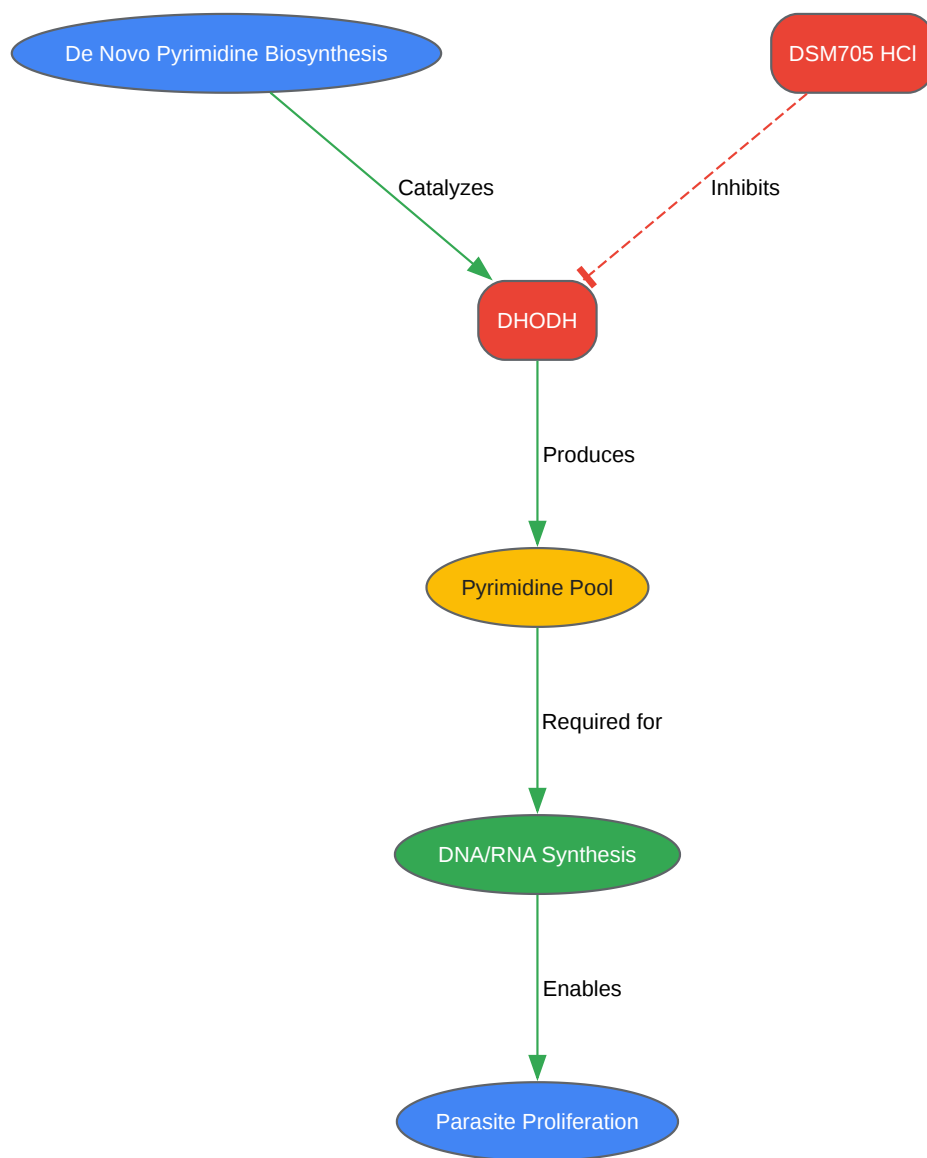 De Novo Pyrimidine Biosynthesis
DSM705 HCl
Catalyzes
Inhibits
DHODH
Produces
Pyrimidine Pool
Required for
DNA/RNA Synthesis
Enables
Parasite Proliferation